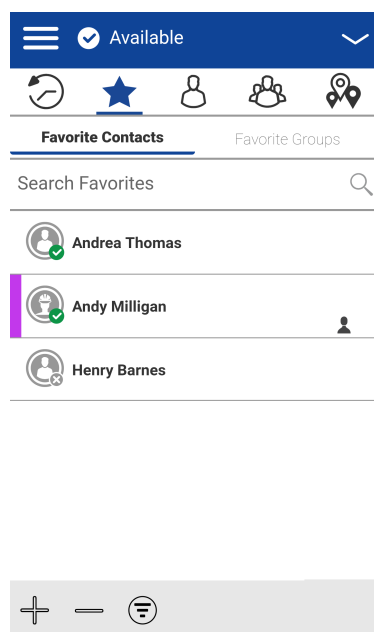 Available
Favorite Contacts
Favorite Groups
Search Favorites
Andrea Thomas
Andy Milligan
Henry Barnes